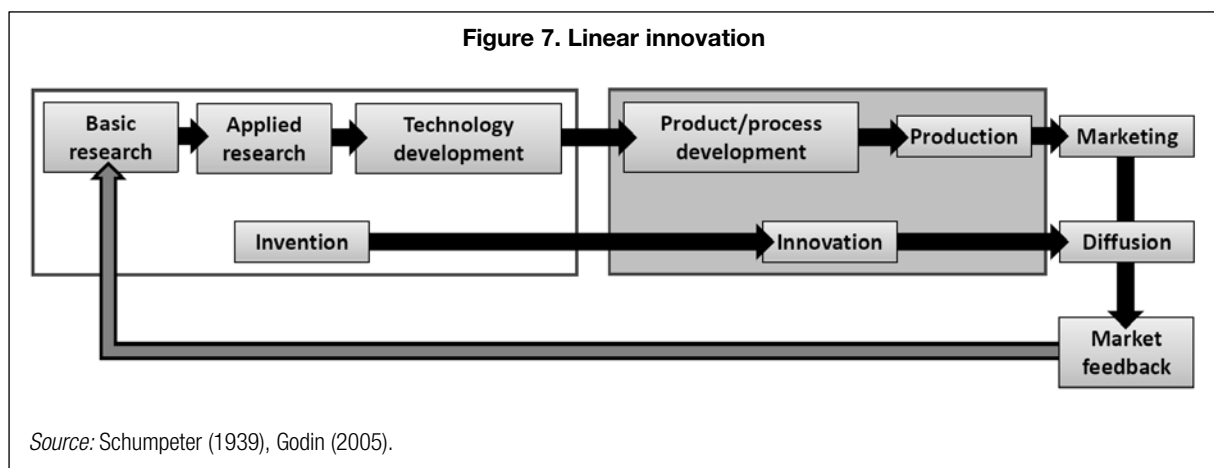 Figure 7. Linear innovation
Basic
research
Applied
research
Technology
development
Product/process
development
Production
Marketing
Invention
Innovation
Diffusion
Market
feedback
Source: Schumpeter (1939), Godin (2005).